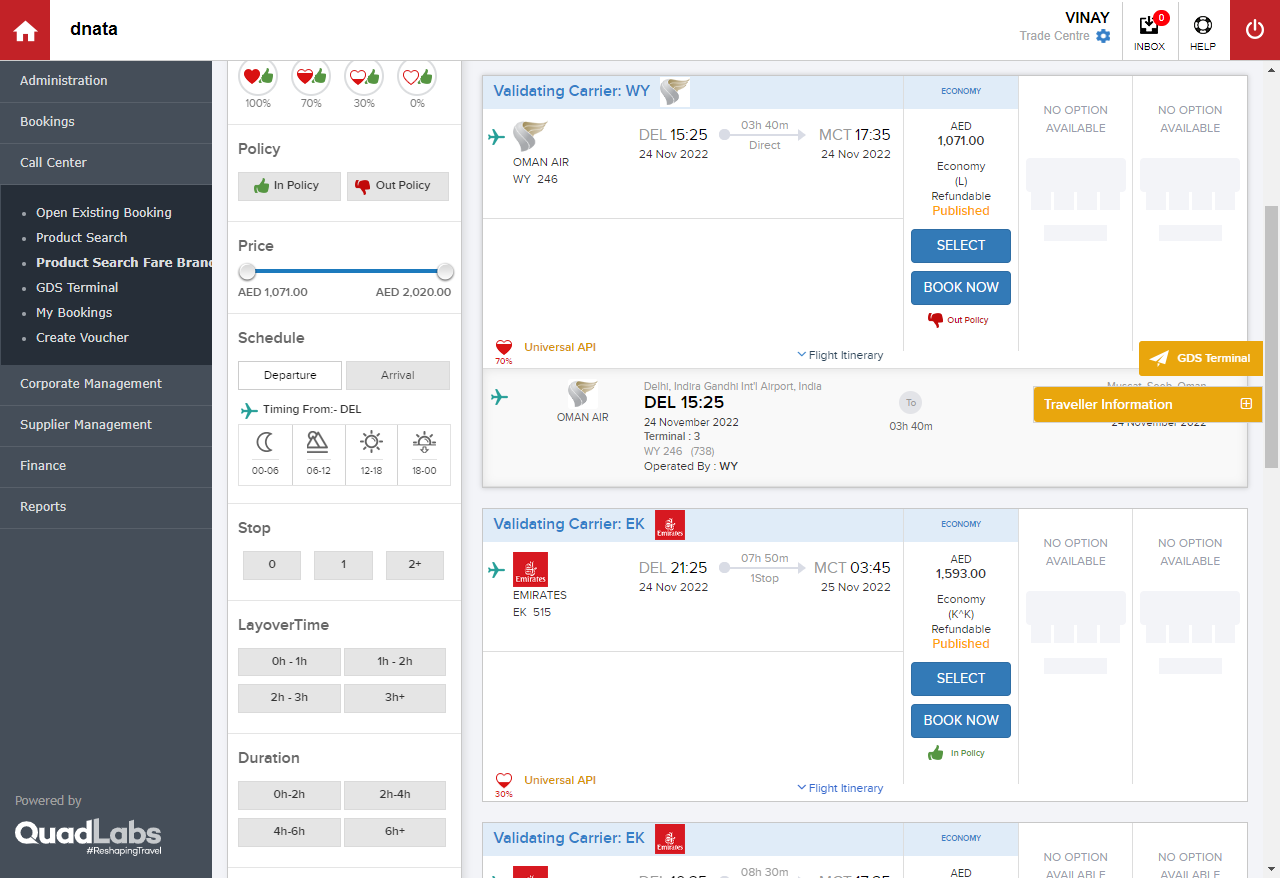 dnata
VINAY
Trade Centre
0
INBOX
HELP
Administration
Bookings
Call Center
Open Existing Booking
Product Search
Product Search Fare Bran
GDS Terminal
My Bookings
Create Voucher
Corporate Management
Supplier Management
Finance
Reports
Powered by
QuadLabs
#ReshapingTravel
100% 70% 30% 0%
Policy
In Policy Out Policy
Price
AED 1,071.00 AED 2,020.00
Schedule
Departure Arrival
Timing From:- DEL
00-06 06-12 12-18 18-00
Stop
0 1 2+
LayoverTime
0h - 1h 1h - 2h
2h - 3h 3h+
Duration
0h-2h 2h-4h
4h-6h 6h+
Validating Carrier: WY
ECONOMY
OMAN AIR
WY 246
DEL 15:25
24 Nov 2022
03h 40m
Direct
MCT 17:35
24 Nov 2022
AED
1,071.00
Economy
(L)
Refundable
Published
SELECT
BOOK NOW
Out Policy
NO OPTION
AVAILABLE
NO OPTION
AVAILABLE
70%
Universal API
Flight Itinerary
GDS Terminal
Traveller Information
OMAN AIR
Delhi, Indira Gandhi Int'l Airport, India
DEL 15:25
24 November 2022
Terminal : 3
WY 246 (738)
Operated By : WY
To
03h 40m
Muscat, Seeb, Oman
24 November 2022
Validating Carrier: EK
Emirates
ECONOMY
Emirates
EMIRATES
EK 515
DEL 21:25
24 Nov 2022
07h 50m
1Stop
MCT 03:45
25 Nov 2022
AED
1,593.00
Economy
(K^K)
Refundable
Published
SELECT
BOOK NOW
In Policy
NO OPTION
AVAILABLE
NO OPTION
AVAILABLE
30%
Universal API
Flight Itinerary
Validating Carrier: EK
Emirates
ECONOMY
08h 30m
AED
NO OPTION
AVAILABLE
NO OPTION
AVAILABLE